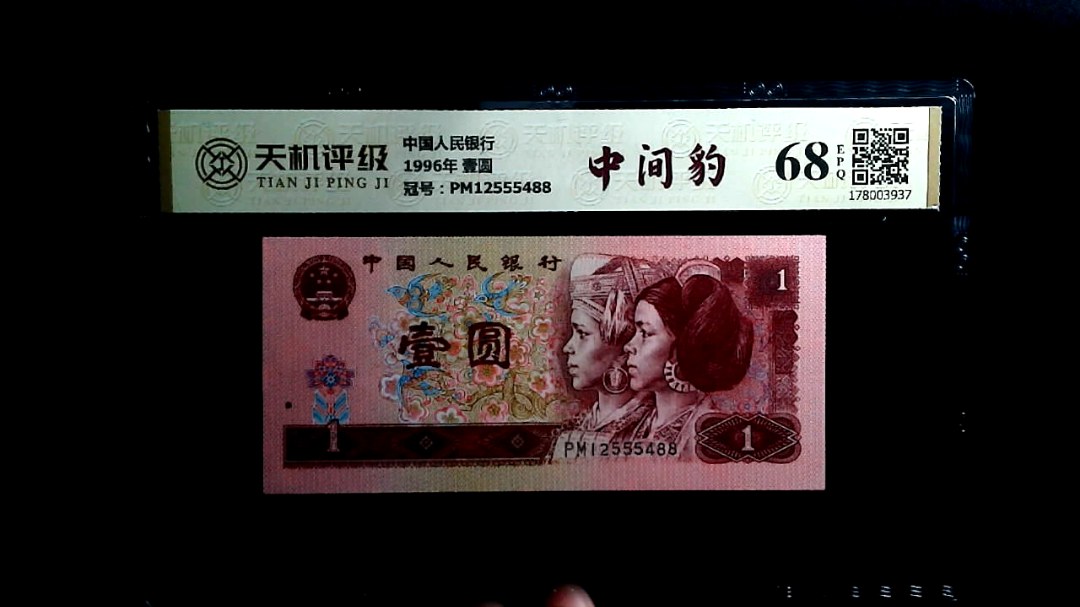 天机评级
TIAN JI PING JI
中国人民银行
1996年 壹圆
冠号：PM12555488
中间豹
68
EPQ
178003937
中国人民银行
1
壹圆
1
PM12555488
1